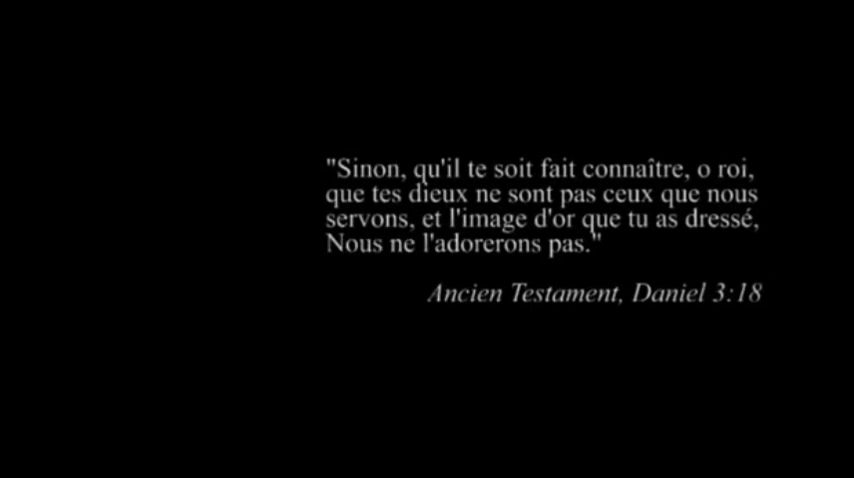 "Sinon, qu'il te soit fait connaître, o roi,
que tes dieux ne sont pas ceux que nous
servons, et l'image d'or que tu as dressé,
Nous ne l'adorerons pas."
Ancien Testament, Daniel 3:18